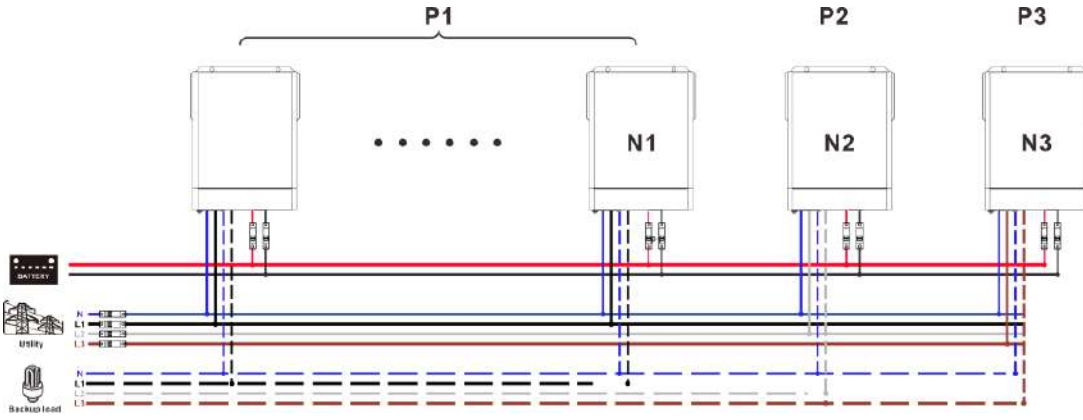 P1 P2 P3
N1 N2 N3
BATTERY
N
L1
L2
L3
Utility
N
L1
L2
L3
Backup load